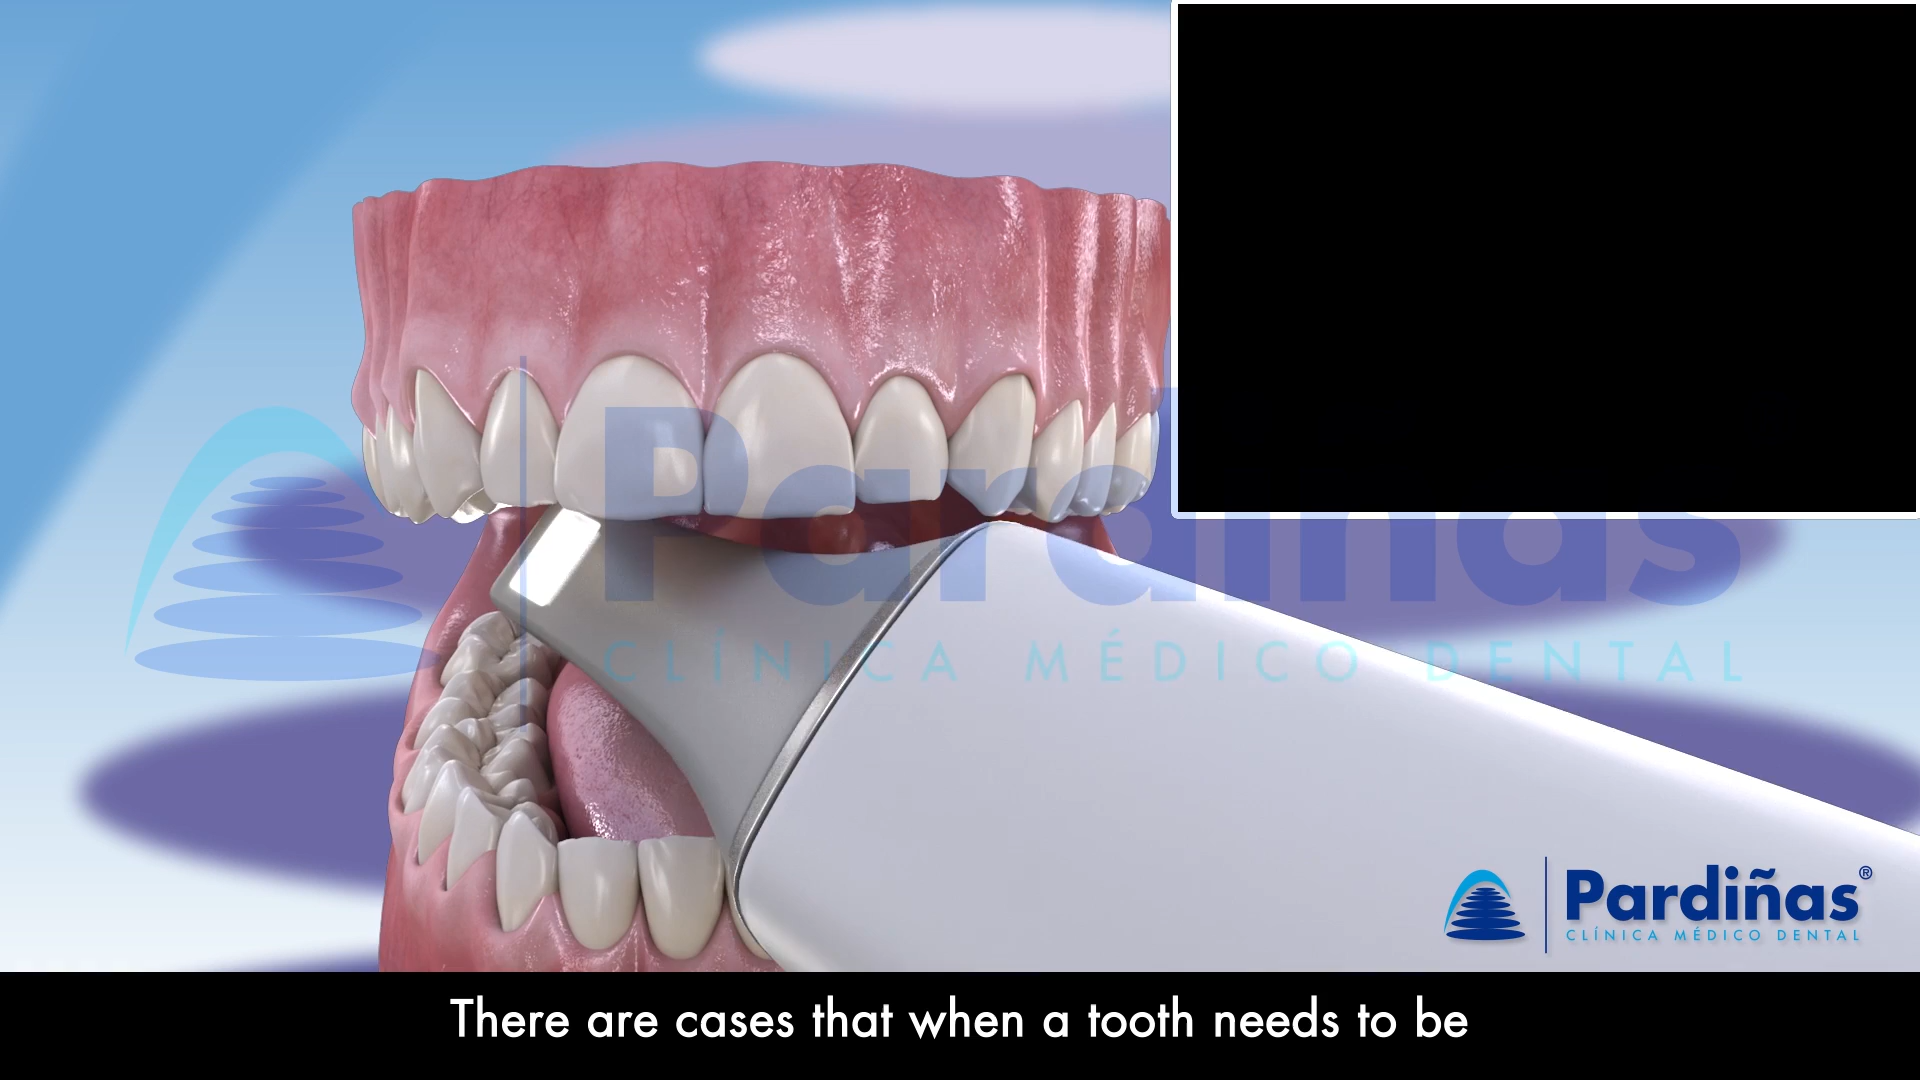 Pardiñas
CLÍNICA MÉDICO DENTAL
Pardiñas®
CLÍNICA MÉDICO DENTAL
There are cases that when a tooth needs to be